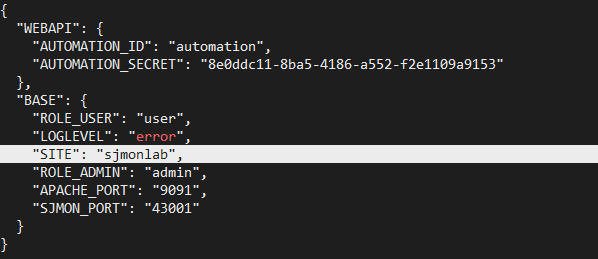 {
  "WEBAPI": {
    "AUTOMATION_ID": "automation",
    "AUTOMATION_SECRET": "8e0ddc11-8ba5-4186-a552-f2e1109a9153"
  },
  "BASE": {
    "ROLE_USER": "user",
    "LOGLEVEL": "error",
    "SITE": "sjmonlab",
    "ROLE_ADMIN": "admin",
    "APACHE_PORT": "9091",
    "SJMON_PORT": "43001"
  }
}